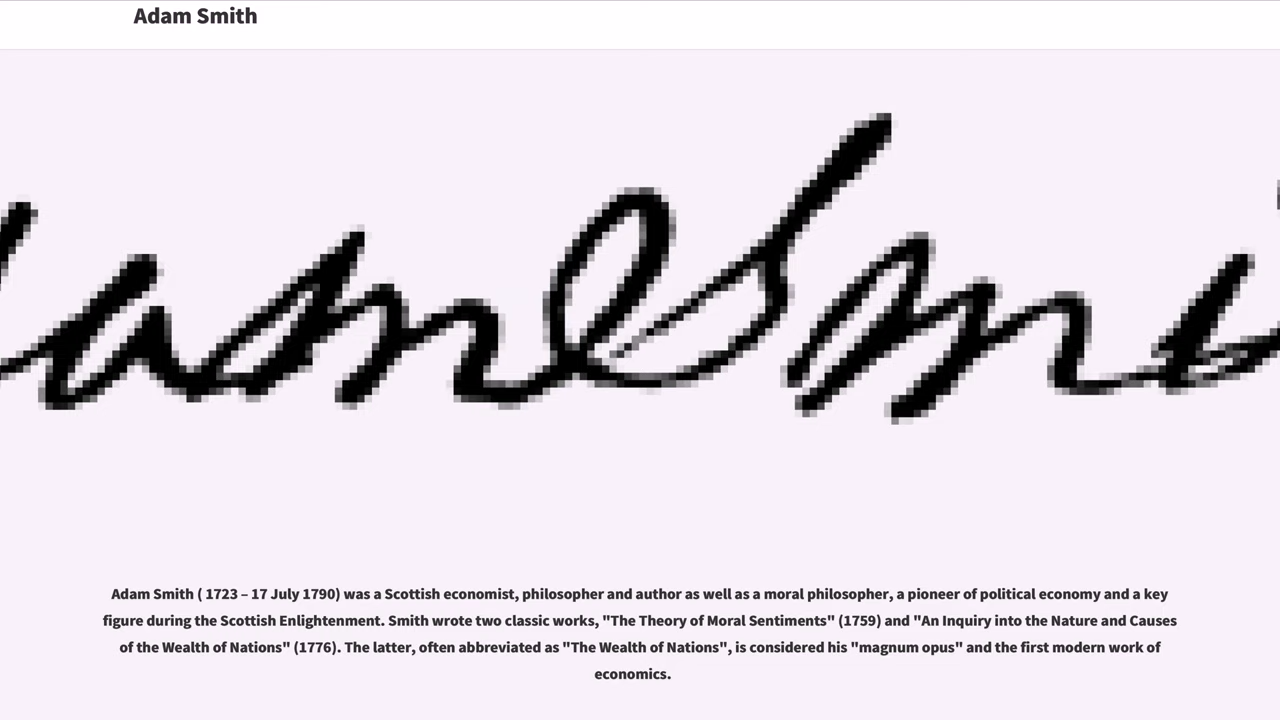 Adam Smith
am Smi
Adam Smith ( 1723 – 17 July 1790) was a Scottish economist, philosopher and author as well as a moral philosopher, a pioneer of political economy and a key
figure during the Scottish Enlightenment. Smith wrote two classic works, "The Theory of Moral Sentiments" (1759) and "An Inquiry into the Nature and Causes
of the Wealth of Nations" (1776). The latter, often abbreviated as "The Wealth of Nations", is considered his "magnum opus" and the first modern work of
economics.